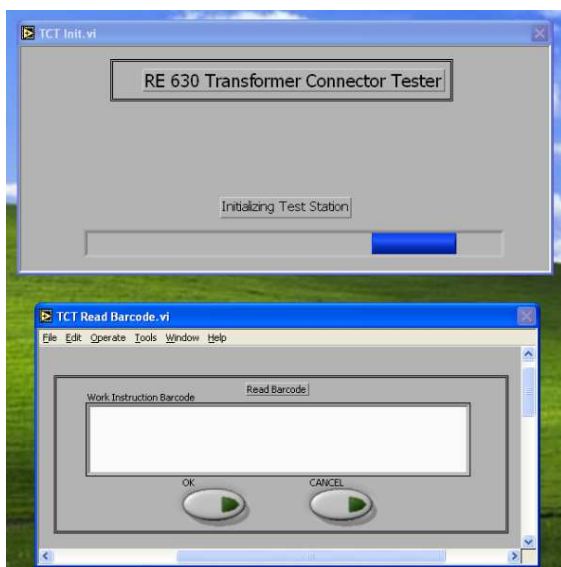 TCT Init.vi
RE 630 Transformer Connector Tester
Initializing Test Station
TCT Read Barcode.vi
File Edit Operate Tools Window Help
Read Barcode
Work Instruction Barcode
OK CANCEL